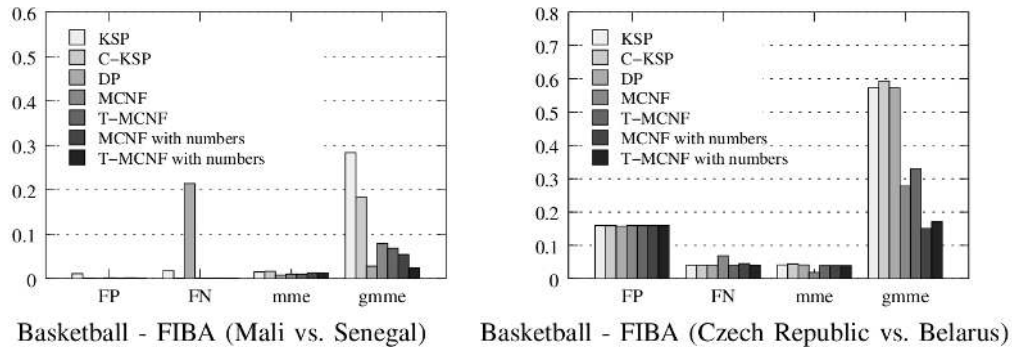 0.6
0.5
0.4
0.3
0.2
0.1
0
KSP
C-KSP
DP
MCNF
T-MCNF
MCNF with numbers
T-MCNF with numbers
FP FN mme gmme
Basketball - FIBA (Mali vs. Senegal)
0.8
0.7
0.6
0.5
0.4
0.3
0.2
0.1
0
KSP
C-KSP
DP
MCNF
T-MCNF
MCNF with numbers
T-MCNF with numbers
FP FN mme gmme
Basketball - FIBA (Czech Republic vs. Belarus)